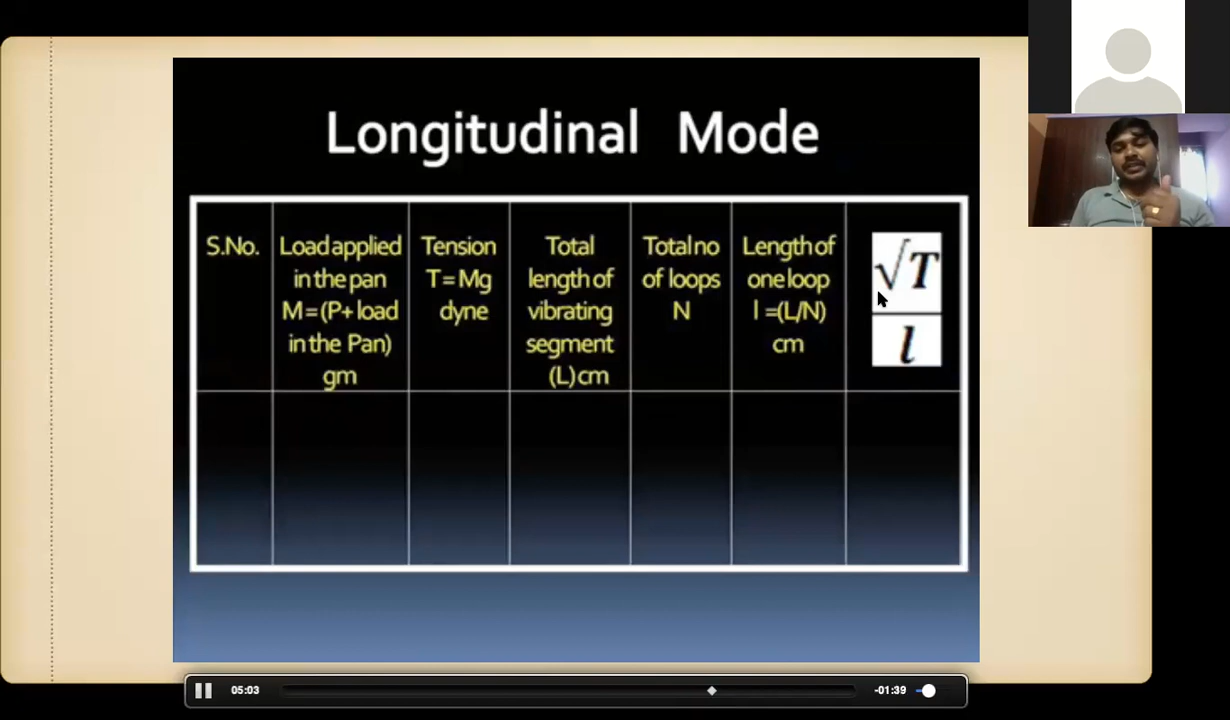 Longitudinal Mode
S.No.
Load applied
in the pan
M=(P+ load
in the Pan)
gm
Tension
T= Mg
dyne
Total
length of
vibrating
segment
(L) cm
Total no
of loops
N
Length of
one loop
l =(L/N)
cm
√T
l
05:03
-01:39